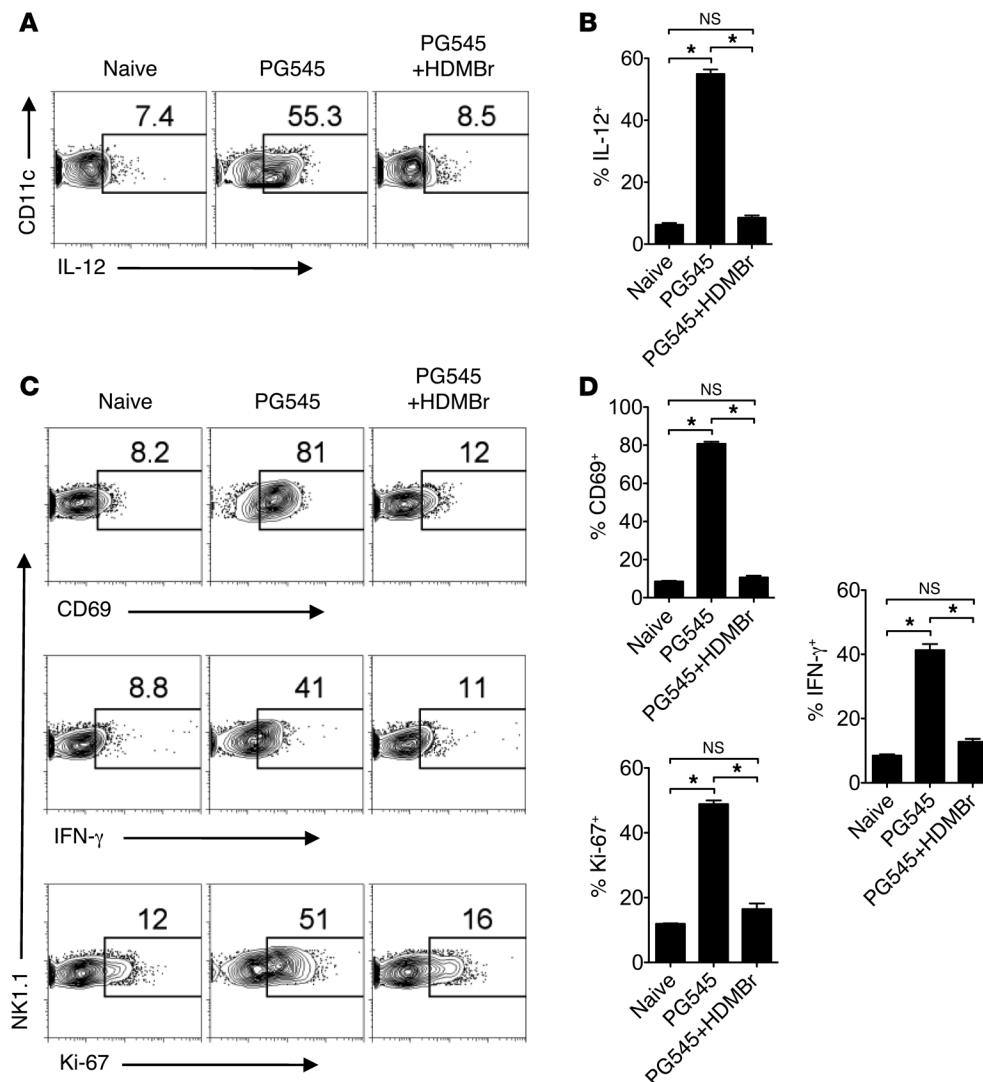 A
Naive
PG545
PG545
+HDMBr
7.4
55.3
8.5
CD11c
IL-12
B
NS
*
*
60
40
20
0
% IL-12⁺
Naive
PG545
PG545+HDMBr
C
Naive
PG545
PG545
+HDMBr
8.2
81
12
CD69
8.8
41
11
IFN-γ
12
51
16
NK1.1
Ki-67
D
NS
*
*
100
80
60
40
20
0
% CD69⁺
Naive
PG545
PG545+HDMBr
NS
*
*
60
40
20
0
% IFN-γ⁺
Naive
PG545
PG545+HDMBr
NS
*
*
60
40
20
0
% Ki-67⁺
Naive
PG545
PG545+HDMBr